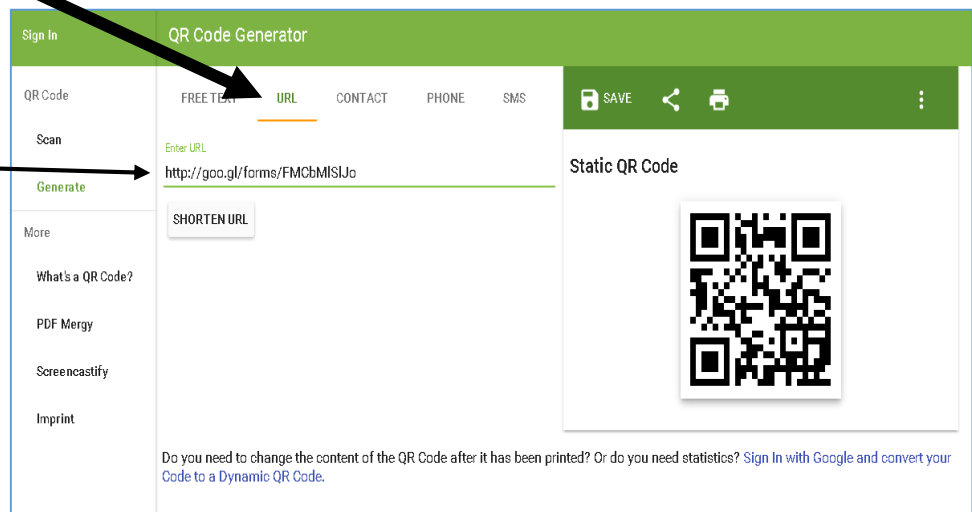 Sign In
QR Code Generator
QR Code
Scan
Generate
More
What's a QR Code?
PDF Mergy
Screencastify
Imprint
FREE TEXT URL CONTACT PHONE SMS
Enter URL
http://goo.gl/forms/FMCbMlSlJo
SHORTEN URL
SAVE
Static QR Code
Do you need to change the content of the QR Code after it has been printed? Or do you need statistics? Sign In with Google and convert your
Code to a Dynamic QR Code.